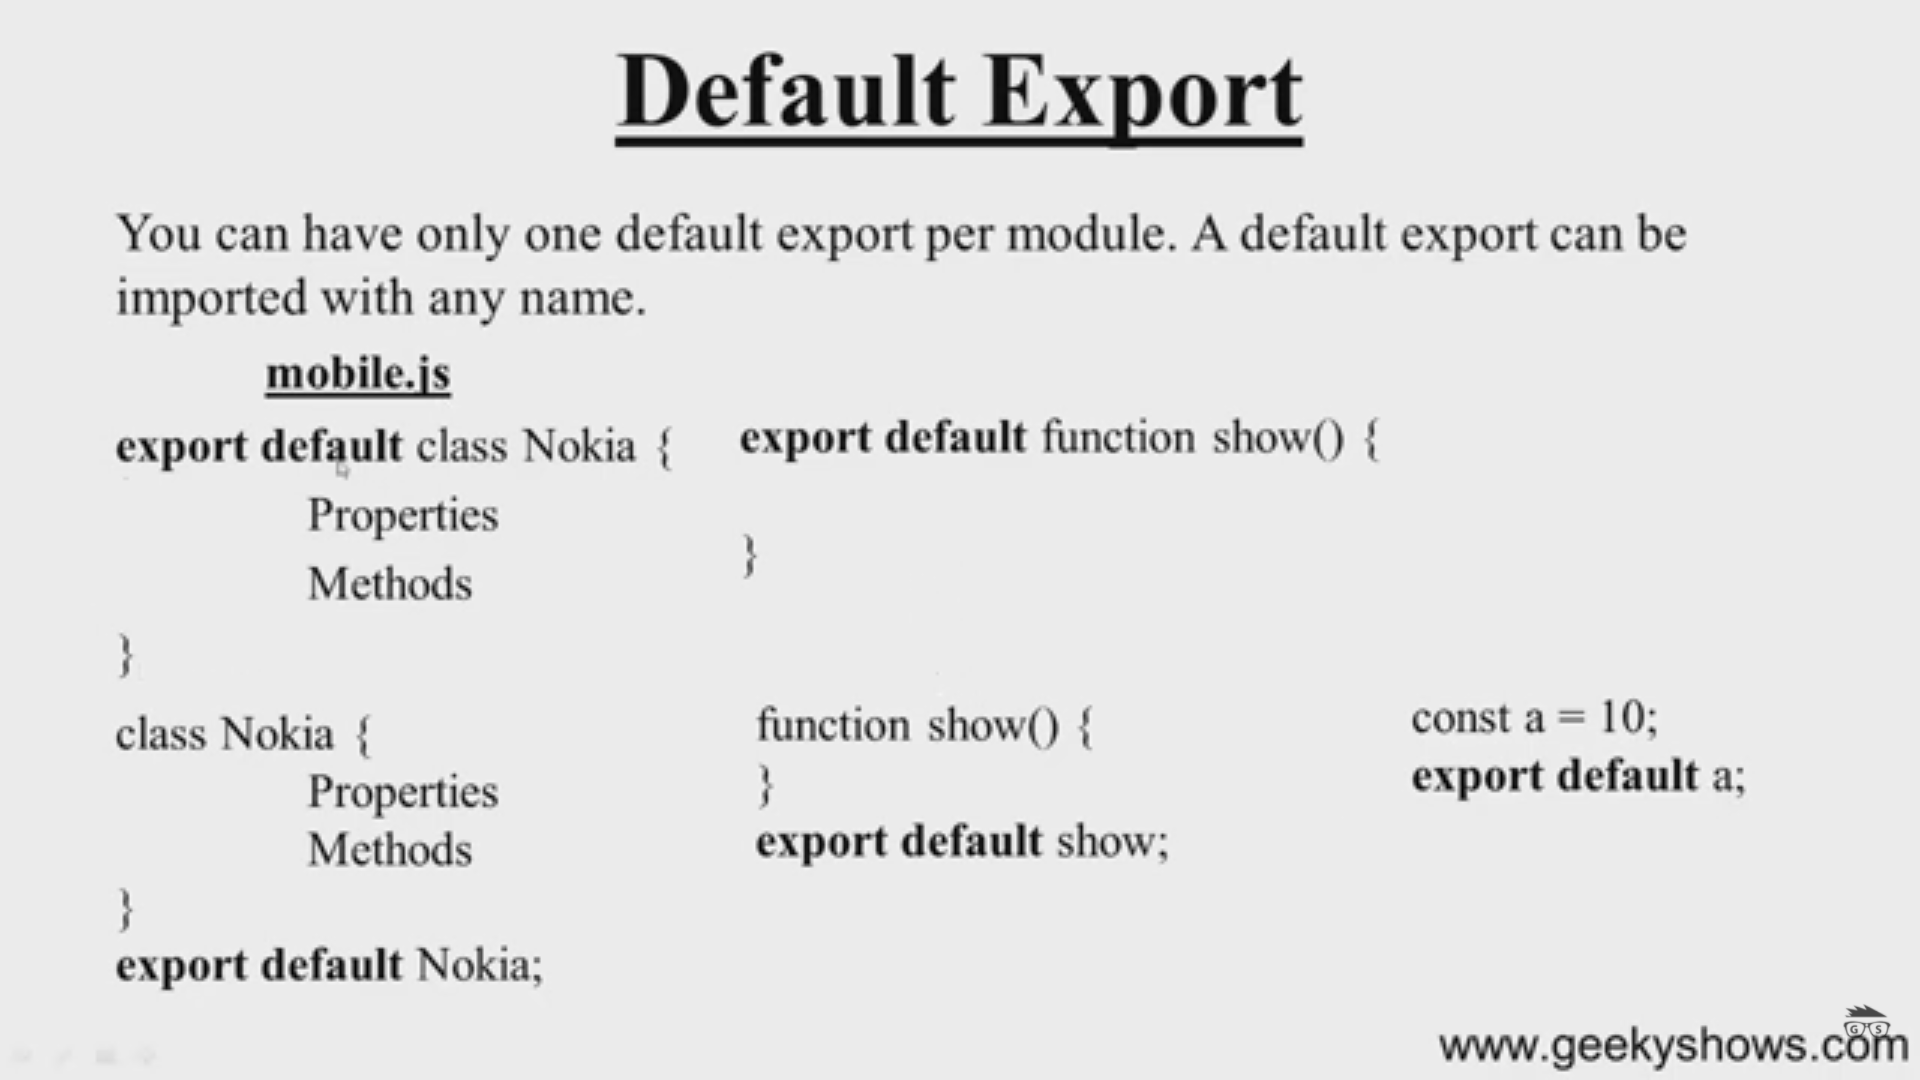 Default Export
You can have only one default export per module. A default export can be
imported with any name.
mobile.js
export default class Nokia {
Properties
Methods
}
export default function show() {
}
class Nokia {
Properties
Methods
}
export default Nokia;
function show() {
}
export default show;
const a = 10;
export default a;
G S
www.geekyshows.com